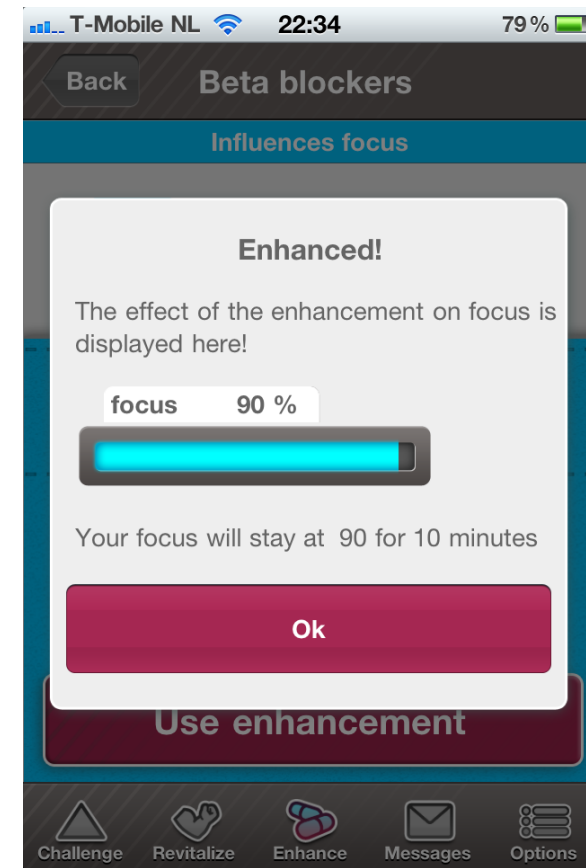 T-Mobile NL 22:34 79 %
Back Beta blockers
Influences focus
Enhanced!
The effect of the enhancement on focus is
displayed here!
focus 90 %
Your focus will stay at 90 for 10 minutes
Ok
Use enhancement
Challenge Revitalize Enhance Messages Options